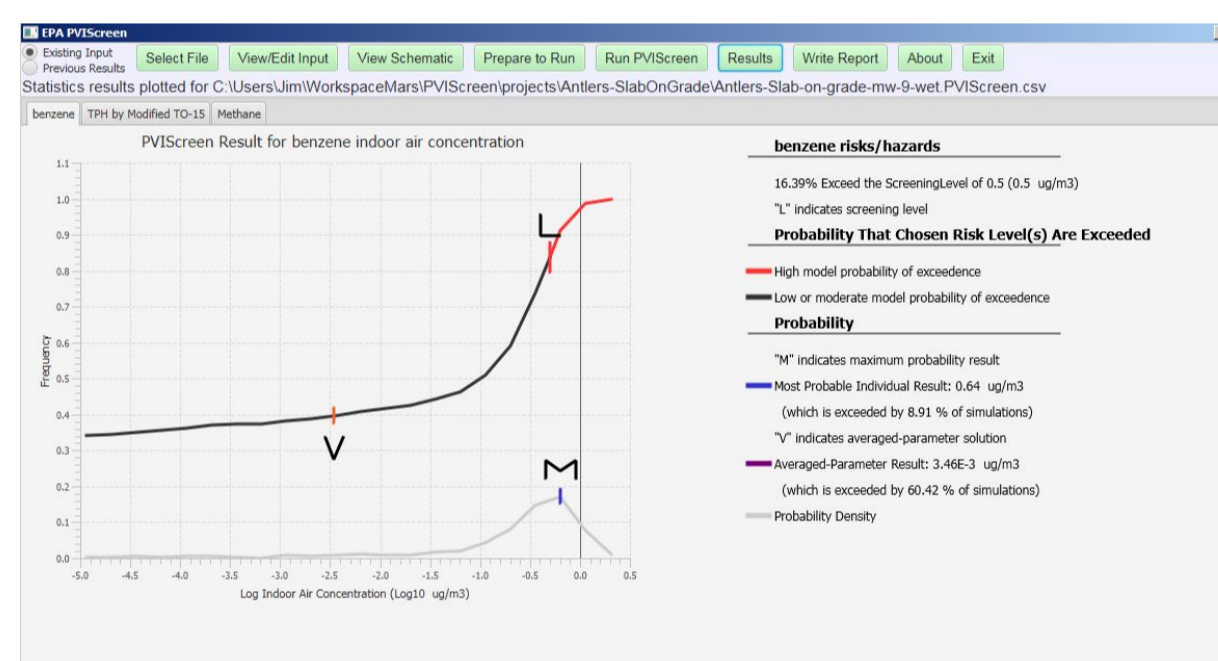 EPA PVIScreen
Existing Input
Previous Results
Select File View/Edit Input View Schematic Prepare to Run Run PVIScreen Results Write Report About Exit
Statistics results plotted for C:\Users\Jim\WorkspaceMars\PVIScreen\projects\Antlers-SlabOnGrade\Antlers-Slab-on-grade-mw-9-wet.PVIScreen.csv
benzene TPH by Modified TO-15 Methane
PVIScreen Result for benzene indoor air concentration
1.1
1.0
0.9
0.8
0.7
0.6
0.5
0.4
0.3
0.2
0.1
0.0
Frequency
L
V
M
-5.0 -4.5 -4.0 -3.5 -3.0 -2.5 -2.0 -1.5 -1.0 -0.5 0.0 0.5
Log Indoor Air Concentration (Log10 ug/m3)
benzene risks/hazards
16.39% Exceed the ScreeningLevel of 0.5 (0.5 ug/m3)
"L" indicates screening level
Probability That Chosen Risk Level(s) Are Exceeded
High model probability of exceedence
Low or moderate model probability of exceedence
Probability
"M" indicates maximum probability result
Most Probable Individual Result: 0.64 ug/m3
(which is exceeded by 8.91 % of simulations)
"V" indicates averaged-parameter solution
Averaged-Parameter Result: 3.46E-3 ug/m3
(which is exceeded by 60.42 % of simulations)
Probability Density